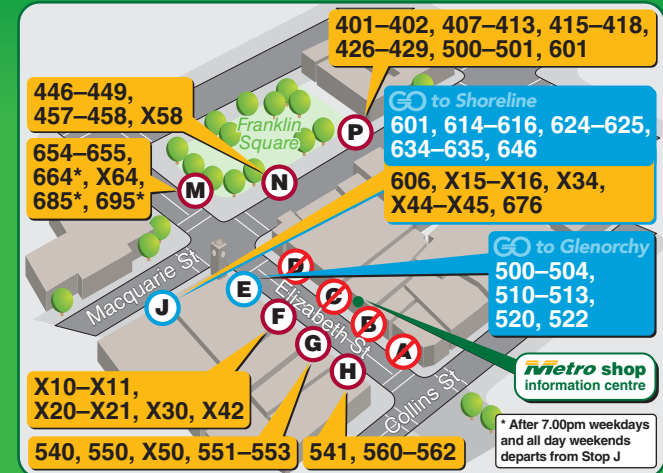 401–402, 407–413, 415–418,
426–429, 500–501, 601
446–449,
457–458, X58
GO to Shoreline
601, 614–616, 624–625,
634–635, 646
Franklin
Square
P
654–655,
664*, X64,
685*, 695*
M
N
606, X15–X16, X34,
X44–X45, 676
GO to Glenorchy
500–504,
510–513,
520, 522
Macquarie St
J
E
D
C
B
A
Elizabeth St
F
G
H
Collins St
Metro shop
information centre
X10–X11,
X20–X21, X30, X42
540, 550, X50, 551–553
541, 560–562
* After 7.00pm weekdays
and all day weekends
departs from Stop J